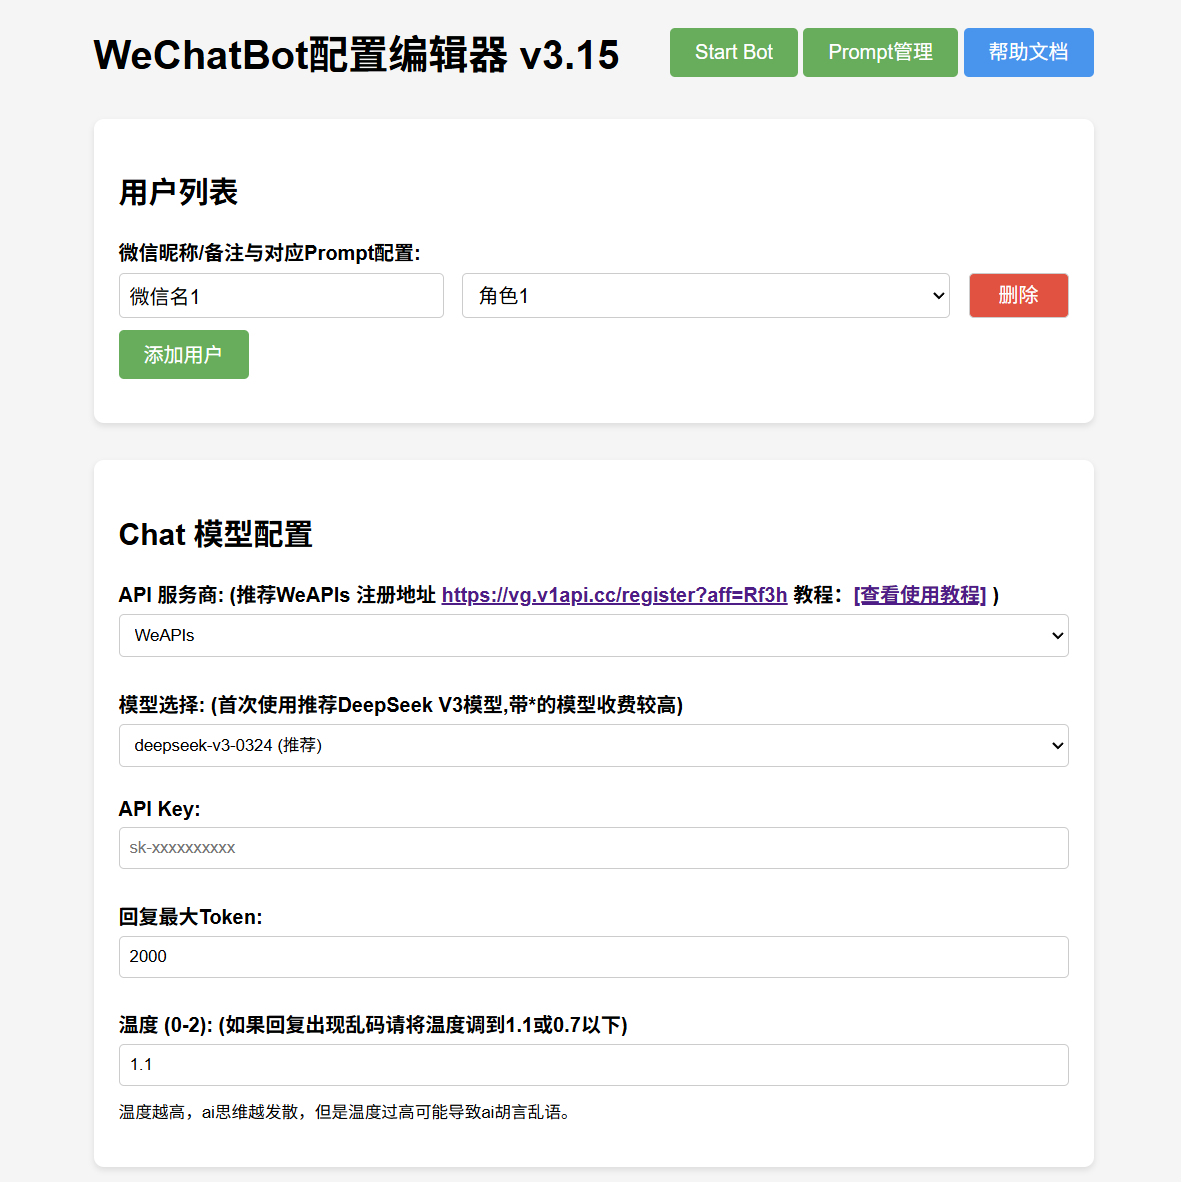 WeChatBot配置编辑器 v3.15
Start Bot
Prompt管理
帮助文档
用户列表
微信昵称/备注与对应Prompt配置:
微信名1
角色1
删除
添加用户
Chat 模型配置
API 服务商: (推荐WeAPIs 注册地址 https://vg.v1api.cc/register?aff=Rf3h 教程：[查看使用教程] )
WeAPIs
模型选择: (首次使用推荐DeepSeek V3模型,带*的模型收费较高)
deepseek-v3-0324 (推荐)
API Key:
sk-xxxxxxxxxx
回复最大Token:
2000
温度 (0-2): (如果回复出现乱码请将温度调到1.1或0.7以下)
1.1
温度越高，ai思维越发散，但是温度过高可能导致ai胡言乱语。